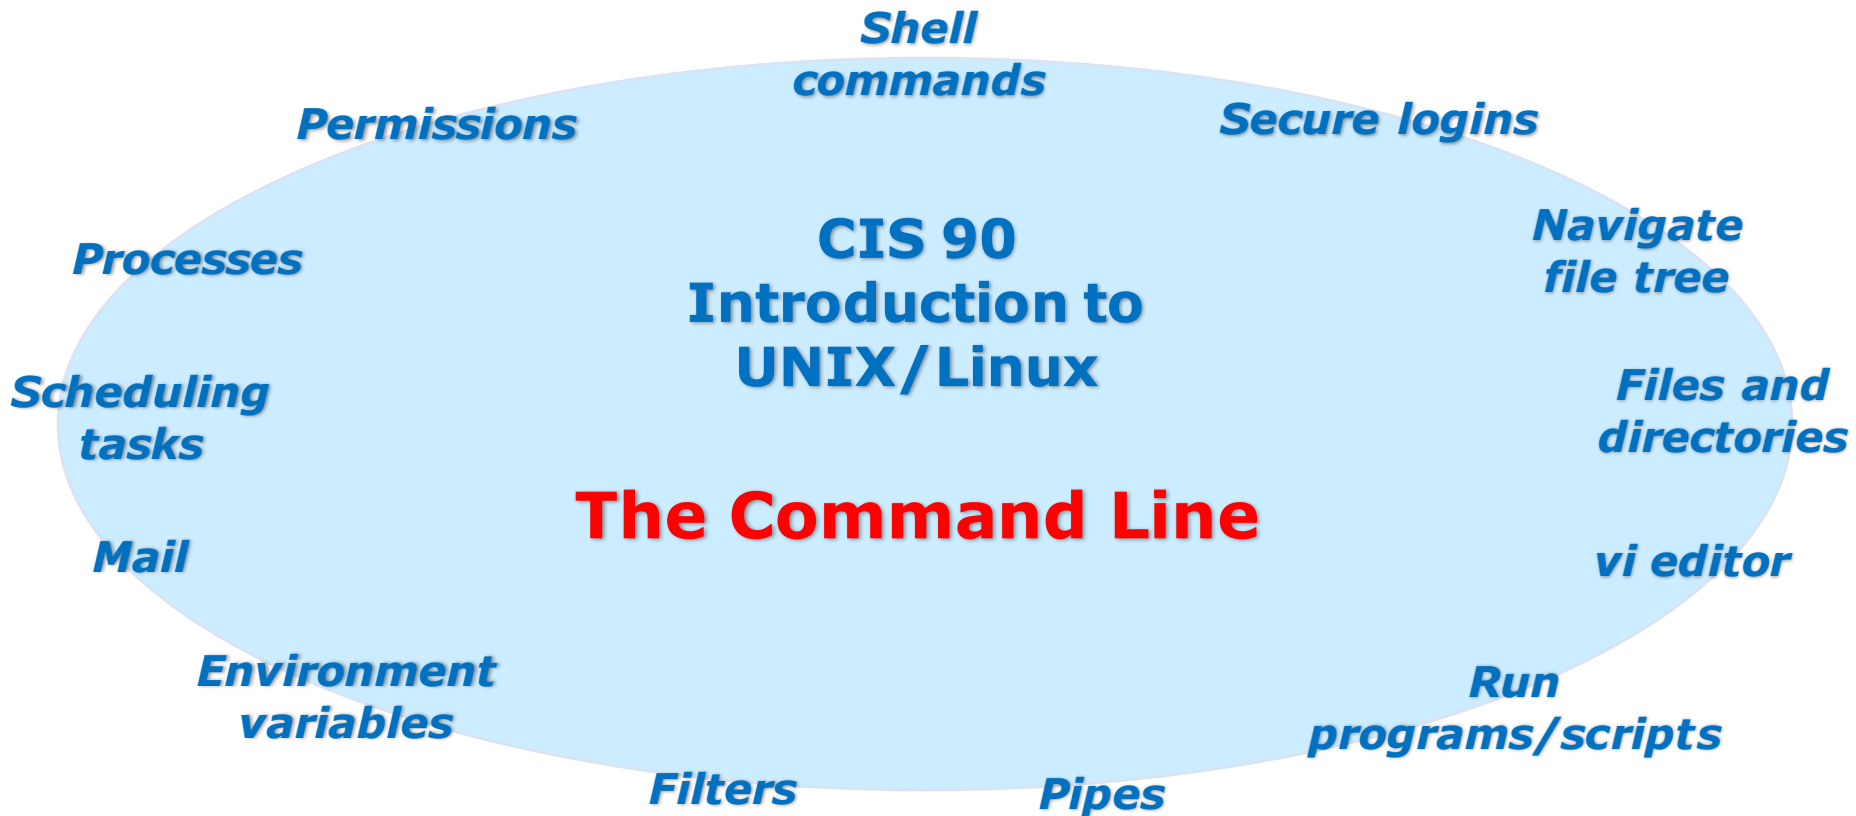 Shell
commands
Permissions
Secure logins
Navigate
file tree
Processes
CIS 90
Introduction to
UNIX/Linux
Scheduling
tasks
Files and
directories
The Command Line
Mail
vi editor
Environment
variables
Run
programs/scripts
Filters
Pipes